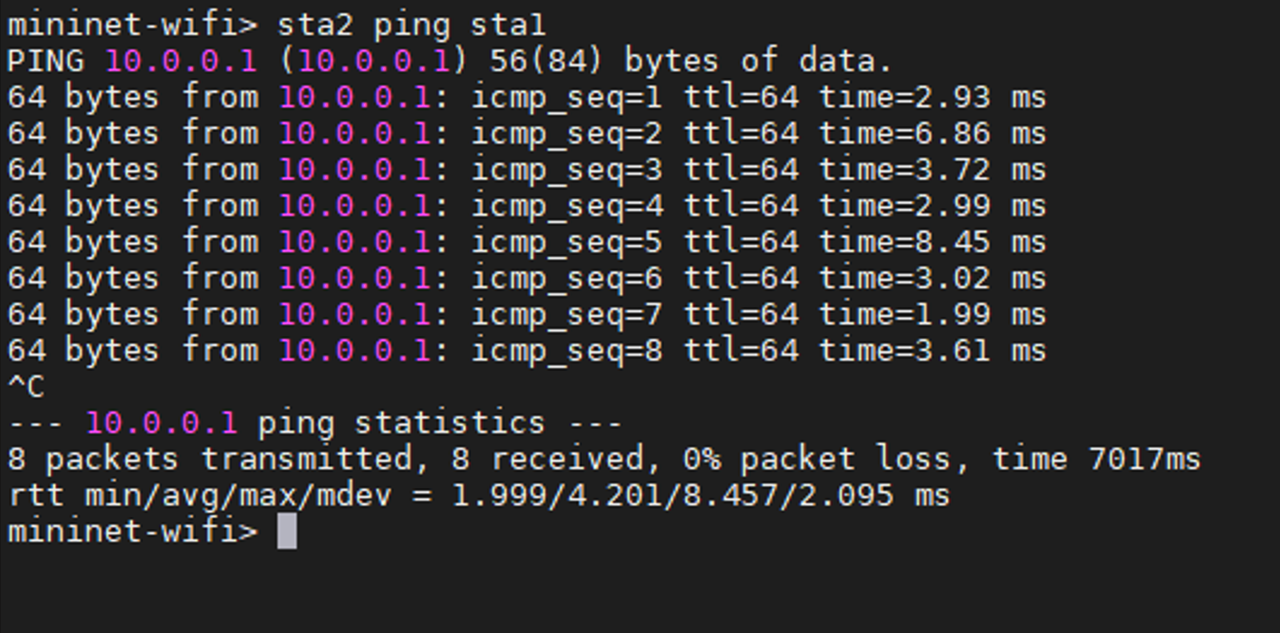 mininet-wifi> sta2 ping sta1
PING 10.0.0.1 (10.0.0.1) 56(84) bytes of data.
64 bytes from 10.0.0.1: icmp_seq=1 ttl=64 time=2.93 ms
64 bytes from 10.0.0.1: icmp_seq=2 ttl=64 time=6.86 ms
64 bytes from 10.0.0.1: icmp_seq=3 ttl=64 time=3.72 ms
64 bytes from 10.0.0.1: icmp_seq=4 ttl=64 time=2.99 ms
64 bytes from 10.0.0.1: icmp_seq=5 ttl=64 time=8.45 ms
64 bytes from 10.0.0.1: icmp_seq=6 ttl=64 time=3.02 ms
64 bytes from 10.0.0.1: icmp_seq=7 ttl=64 time=1.99 ms
64 bytes from 10.0.0.1: icmp_seq=8 ttl=64 time=3.61 ms
^C
--- 10.0.0.1 ping statistics ---
8 packets transmitted, 8 received, 0% packet loss, time 7017ms
rtt min/avg/max/mdev = 1.999/4.201/8.457/2.095 ms
mininet-wifi>